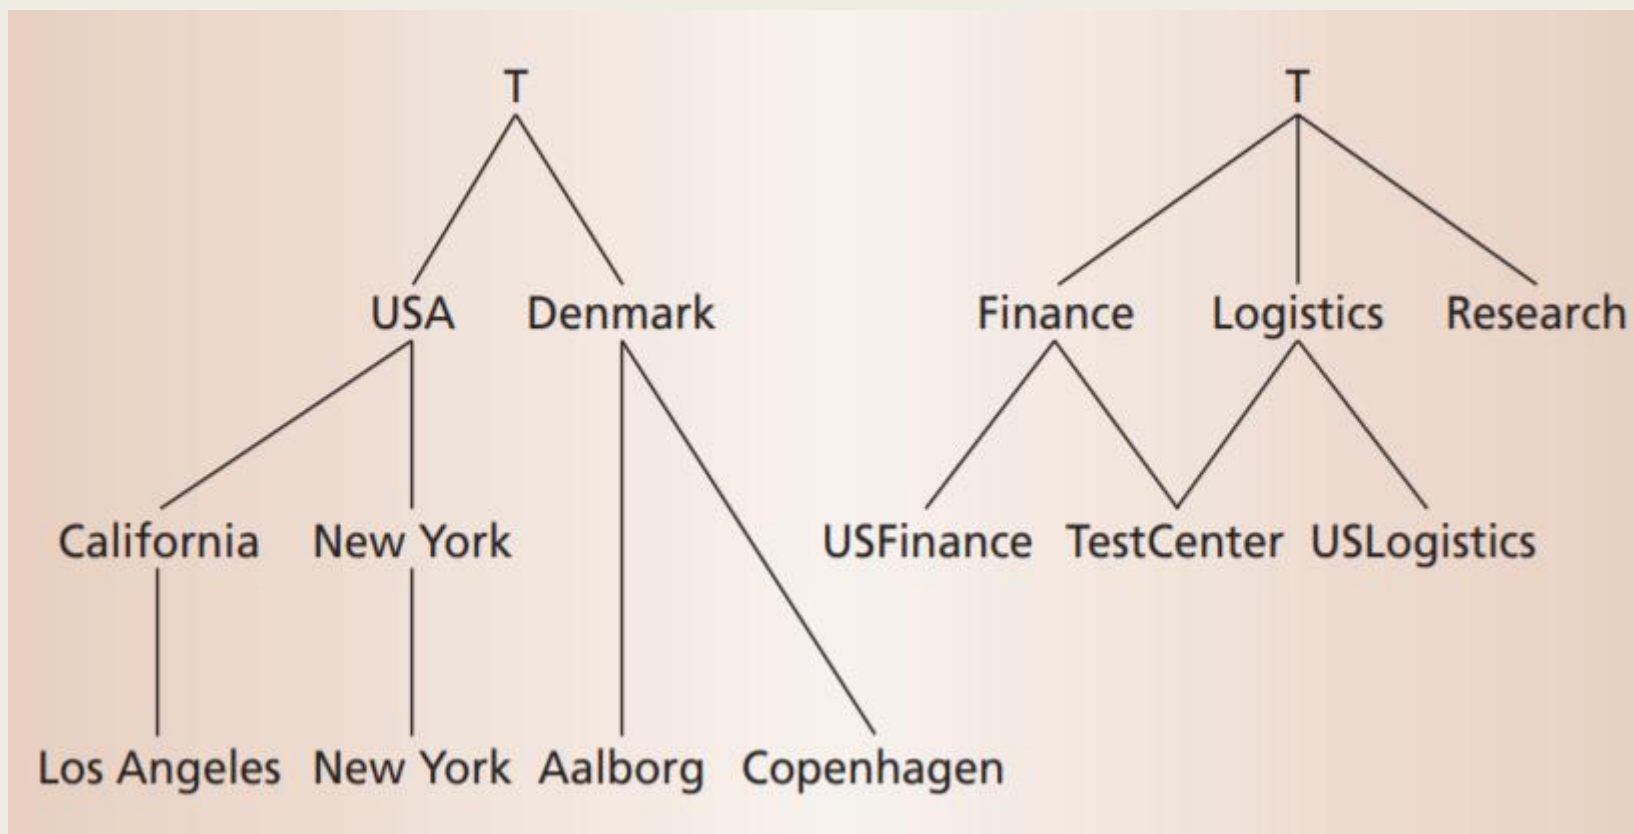 T T
USA Denmark Finance Logistics Research
California New York USFinance TestCenter USLogistics
Los Angeles New York Aalborg Copenhagen